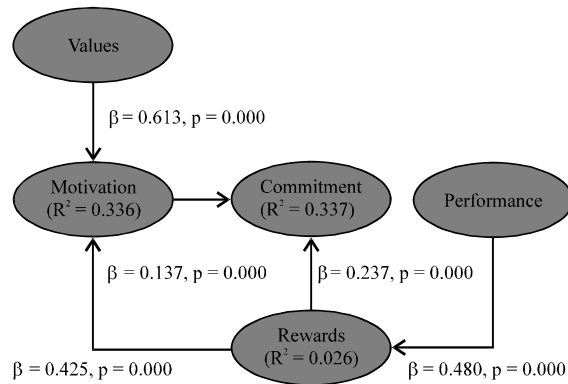 Values
β = 0.613, p = 0.000
Motivation
(R² = 0.336)
Commitment
(R² = 0.337)
Performance
β = 0.137, p = 0.000
β = 0.237, p = 0.000
Rewards
(R² = 0.026)
β = 0.425, p = 0.000
β = 0.480, p = 0.000